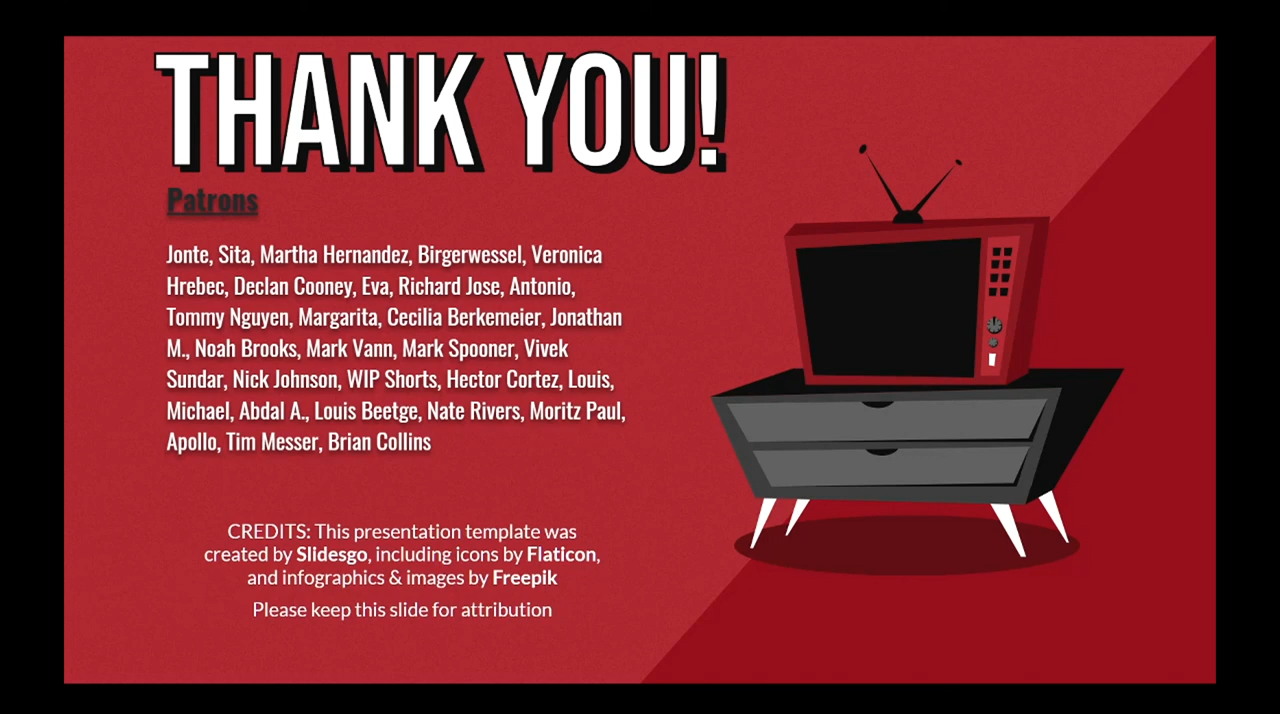 THANK YOU!
Patrons
Jonte, Sita, Martha Hernandez, Birgerwessel, Veronica
Hrebec, Declan Cooney, Eva, Richard Jose, Antonio,
Tommy Nguyen, Margarita, Cecilia Berkemeier, Jonathan
M., Noah Brooks, Mark Vann, Mark Spooner, Vivek
Sundar, Nick Johnson, WIP Shorts, Hector Cortez, Louis,
Michael, Abdal A., Louis Beetge, Nate Rivers, Moritz Paul,
Apollo, Tim Messer, Brian Collins
CREDITS: This presentation template was
created by Slidesgo, including icons by Flaticon,
and infographics & images by Freepik
Please keep this slide for attribution